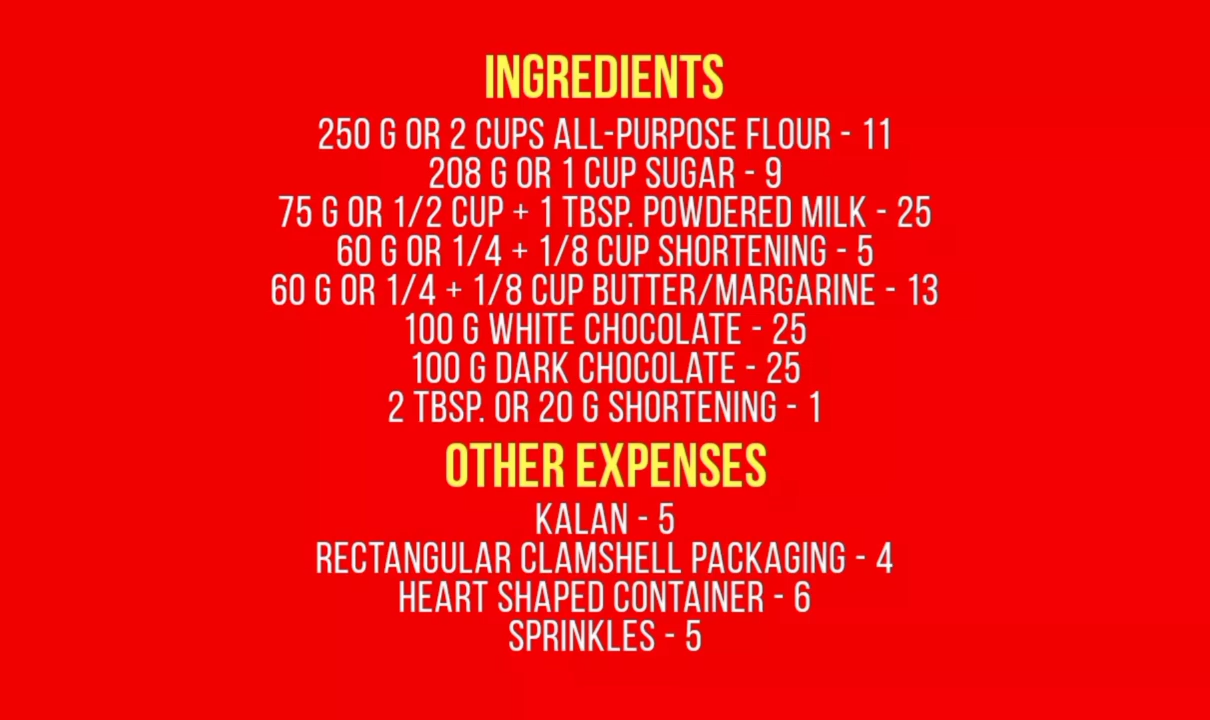 INGREDIENTS
250 G OR 2 CUPS ALL-PURPOSE FLOUR - 11
208 G OR 1 CUP SUGAR - 9
75 G OR 1/2 CUP + 1 TBSP. POWDERED MILK - 25
60 G OR 1/4 + 1/8 CUP SHORTENING - 5
60 G OR 1/4 + 1/8 CUP BUTTER/MARGARINE - 13
100 G WHITE CHOCOLATE - 25
100 G DARK CHOCOLATE - 25
2 TBSP. OR 20 G SHORTENING - 1
OTHER EXPENSES
KALAN - 5
RECTANGULAR CLAMSHELL PACKAGING - 4
HEART SHAPED CONTAINER - 6
SPRINKLES - 5